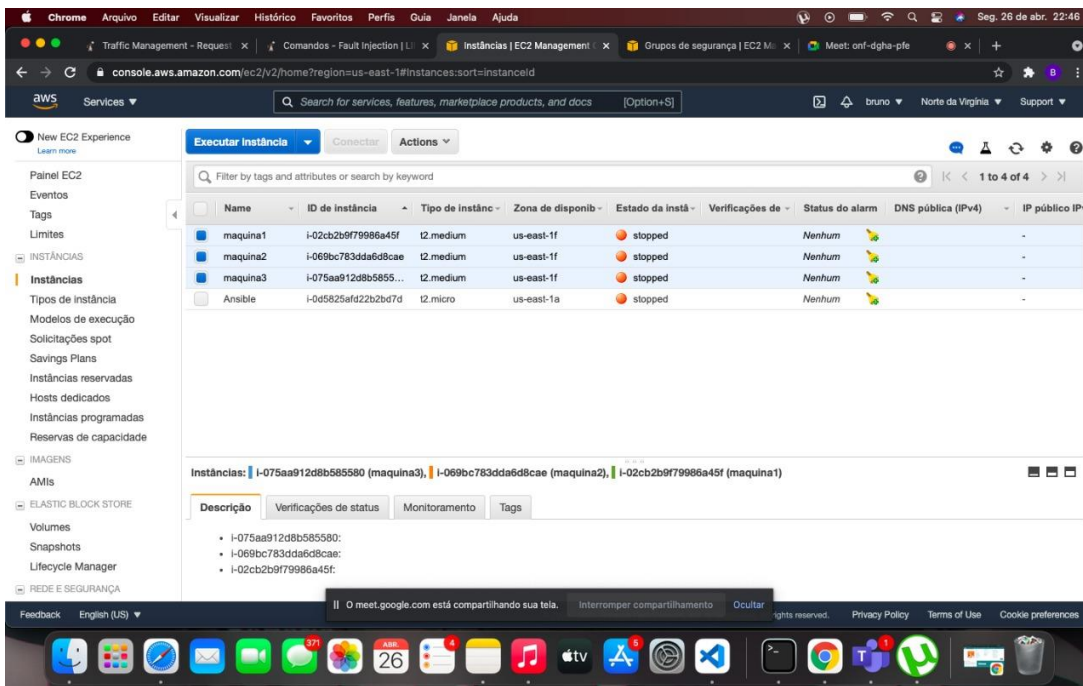 Chrome Arquivo Editar Visualizar Histórico Favoritos Perfis Guia Janela Ajuda Seg. 26 de abr. 22:46
Traffic Management - Request Comandos - Fault Injection | LI Instâncias | EC2 Management Grupos de segurança | EC2 Ma Meet: onf-dgha-pfe
console.aws.amazon.com/ec2/v2/home?region=us-east-1#Instances:sort=instanceId B
aws Services Search for services, features, marketplace products, and docs [Option+S] bruno Norte da Virgínia Support
New EC2 Experience
Learn more
Executar Instância Conectar Actions
Painel EC2
Eventos
Tags
Limites
INSTÂNCIAS
Instâncias
Tipos de instância
Modelos de execução
Solicitações spot
Savings Plans
Instâncias reservadas
Hosts dedicados
Instâncias programadas
Reservas de capacidade
IMAGENS
AMIs
ELASTIC BLOCK STORE
Volumes
Snapshots
Lifecycle Manager
REDE E SEGURANÇA
Filter by tags and attributes or search by keyword 1 to 4 of 4
Name ID de instância Tipo de instânc Zona de disponib Estado da instâ Verificações de Status do alarm DNS pública (IPv4) IP público IP
maquina1 i-02cb2b9f79986a45f t2.medium us-east-1f stopped Nenhum -
maquina2 i-069bc783dda6d8cae t2.medium us-east-1f stopped Nenhum -
maquina3 i-075aa912d8b5855... t2.medium us-east-1f stopped Nenhum -
Ansible i-0d5825afd22b2bd7d t2.micro us-east-1a stopped Nenhum -
Instâncias: i-075aa912d8b585580 (maquina3), i-069bc783dda6d8cae (maquina2), i-02cb2b9f79986a45f (maquina1)
Descrição Verificações de status Monitoramento Tags
i-075aa912d8b585580:
i-069bc783dda6d8cae:
i-02cb2b9f79986a45f:
O meet.google.com está compartilhando sua tela. Interromper compartilhamento Ocultar
Feedback English (US) rights reserved. Privacy Policy Terms of Use Cookie preferences
371 ABR. 26 4 tv 5 T 1